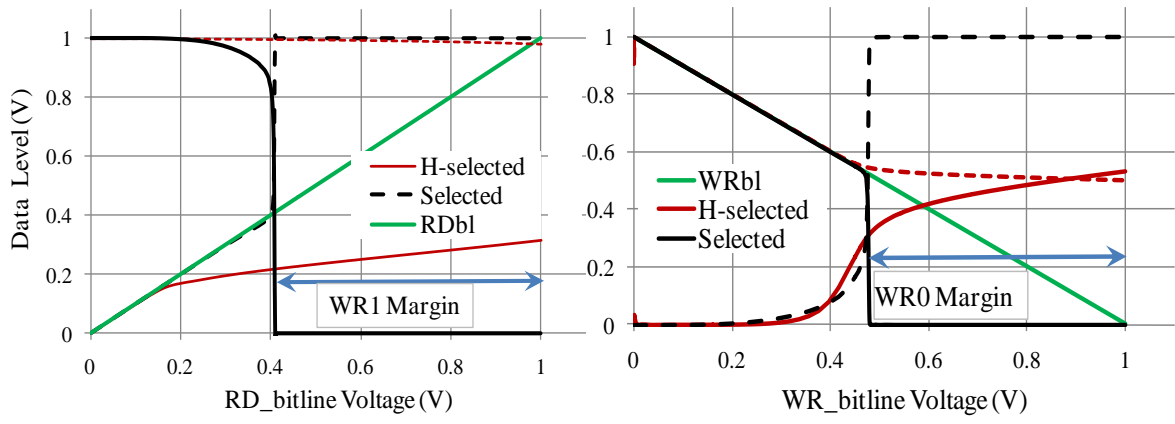 1
0.8
0.6
0.4
0.2
0
Data Level (V)
H-selected
Selected
RDbl
WR1 Margin
0 0.2 0.4 0.6 0.8 1
RD_bitline Voltage (V)
1
0.8
0.6
0.4
0.2
0
WRbl
H-selected
Selected
WR0 Margin
0 0.2 0.4 0.6 0.8 1
WR_bitline Voltage (V)